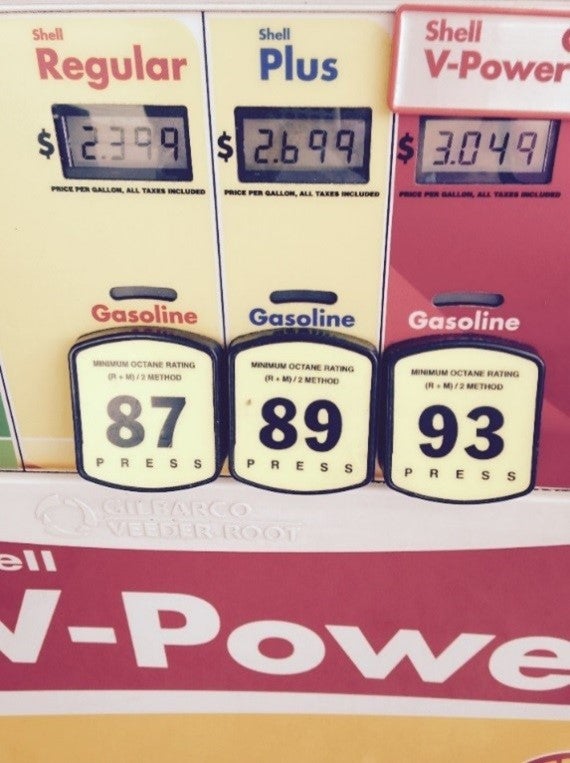 Shell
Regular
$ 2.399
PRICE PER GALLON, ALL TAXES INCLUDED
Gasoline
MINIMUM OCTANE RATING
(R + M) / 2 METHOD
87
PRESS
Shell
Plus
$ 2.699
PRICE PER GALLON, ALL TAXES INCLUDED
Gasoline
MINIMUM OCTANE RATING
(R + M) / 2 METHOD
89
PRESS
Shell
V-Power
$ 3.049
PRICE PER GALLON, ALL TAXES INCLUDED
Gasoline
MINIMUM OCTANE RATING
(R + M) / 2 METHOD
93
PRESS
GILBARCO
VEEDER-ROOT
ell
V-Powe